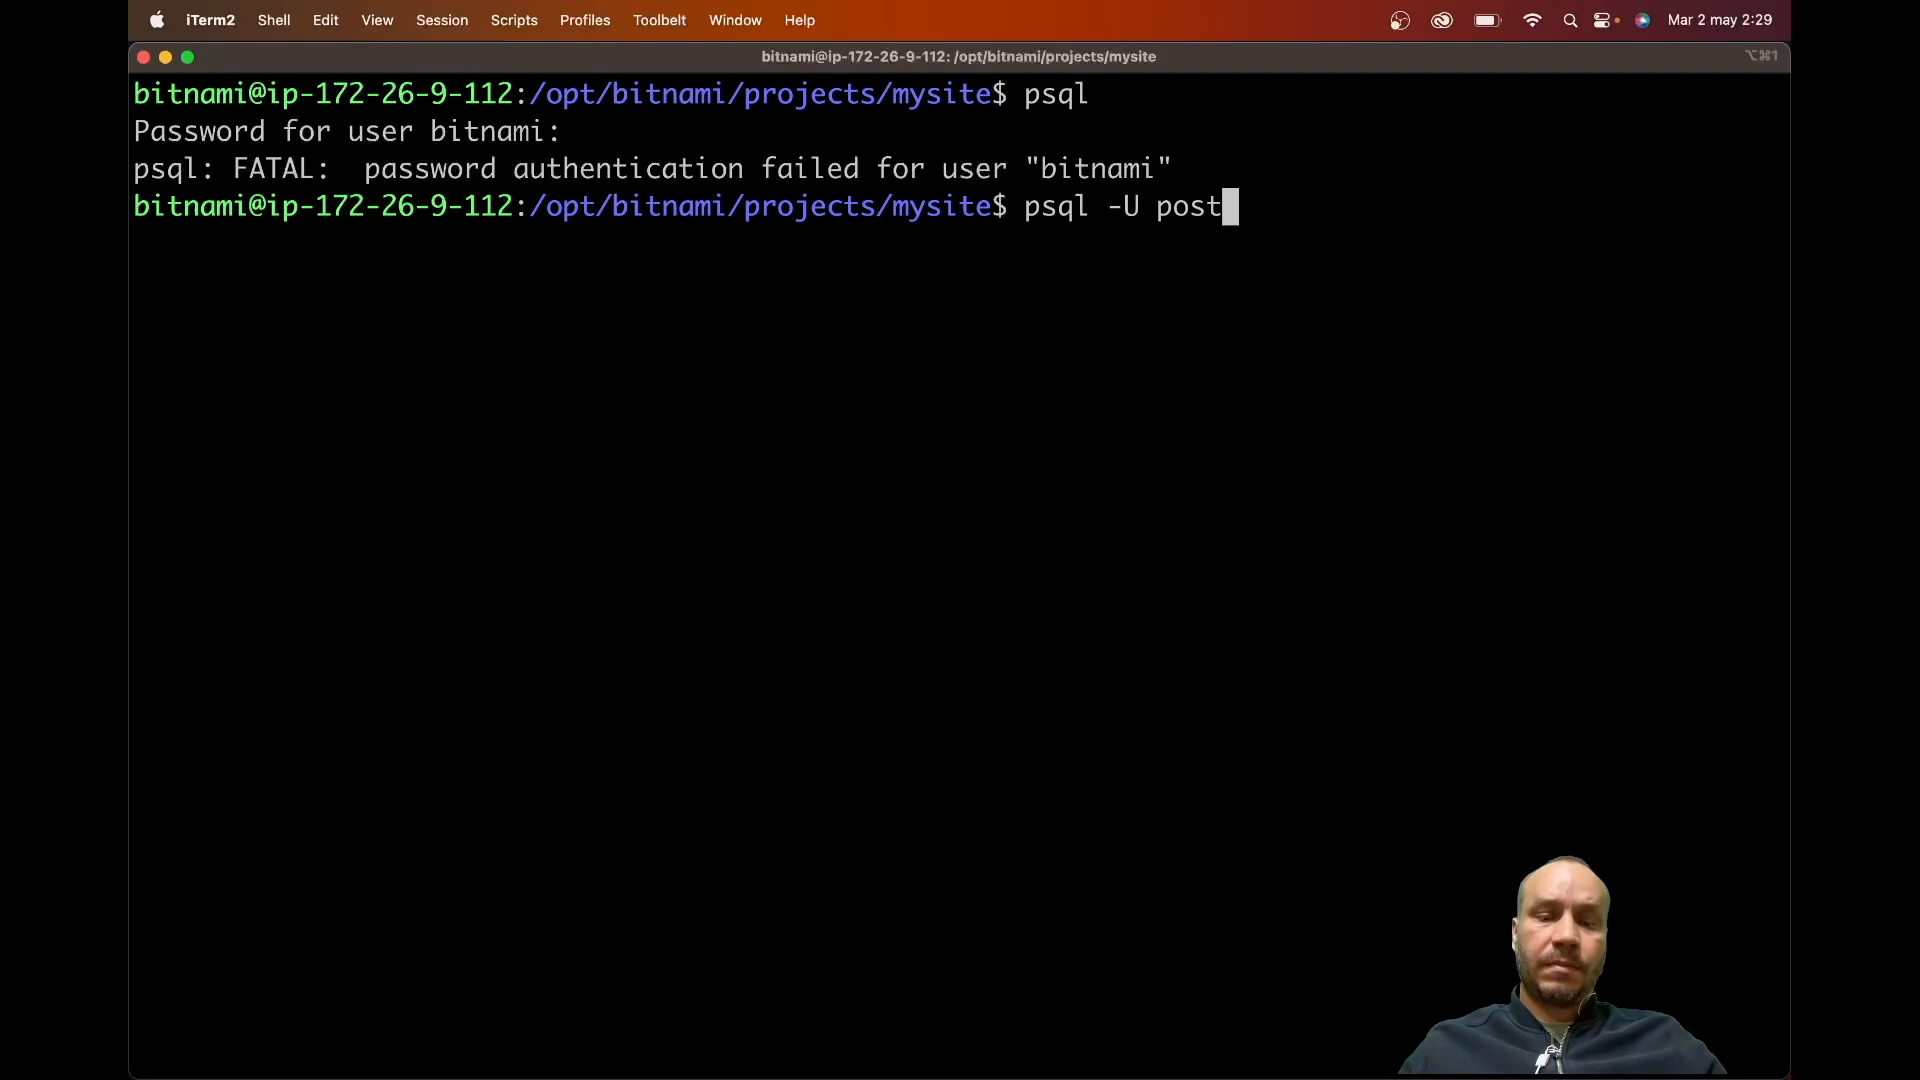 iTerm2 Shell Edit View Session Scripts Profiles Toolbelt Window Help Mar 2 may 2:29
bitnami@ip-172-26-9-112: /opt/bitnami/projects/mysite ⌥⌘1
bitnami@ip-172-26-9-112:/opt/bitnami/projects/mysite$ psql
Password for user bitnami:
psql: FATAL:  password authentication failed for user "bitnami"
bitnami@ip-172-26-9-112:/opt/bitnami/projects/mysite$ psql -U post